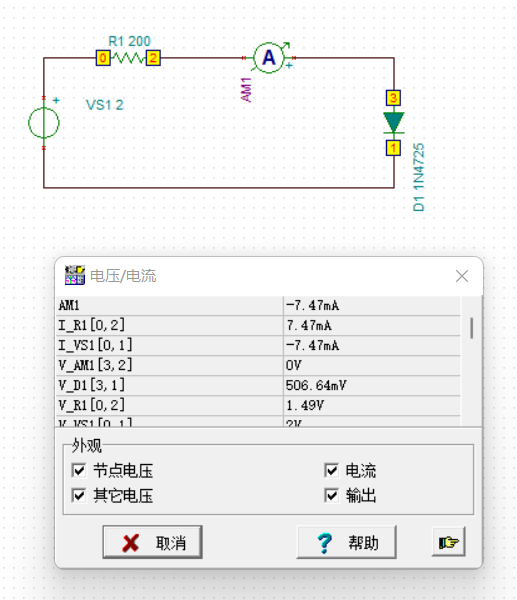 R1 200
0
2
A
+
AM1
+
VS1 2
3
1
D1 1N4725
电压/电流
AM1 -7.47mA
I_R1[0,2] 7.47mA
I_VS1[0,1] -7.47mA
V_AM1[3,2] 0V
V_D1[3,1] 506.64mV
V_R1[0,2] 1.49V
V_VS1[0,1] 2V
外观
节点电压
电流
其它电压
输出
取消
? 帮助